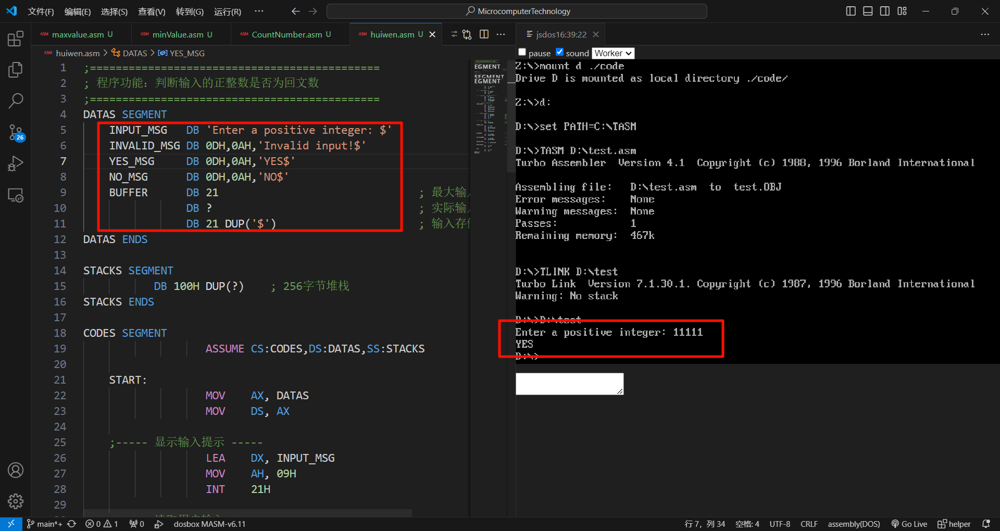 文件(F) 编辑(E) 选择(S) 查看(V) 转到(G) 运行(R) ··· MicrocomputerTechnology
ASM maxvalue.asm U ASM minValue.asm U ASM CountNumber.asm U ASM huiwen.asm U jsdos16:39:22
ASM huiwen.asm > DATAS > YES_MSG
pause sound Worker
1 ;=============================================
2 ; 程序功能：判断输入的正整数是否为回文数
3 ;=============================================
4 DATAS SEGMENT
5 INPUT_MSG DB 'Enter a positive integer: $'
6 INVALID_MSG DB 0DH,0AH,'Invalid input!$'
7 YES_MSG DB 0DH,0AH,'YES$'
8 NO_MSG DB 0DH,0AH,'NO$'
9 BUFFER DB 21 ; 最大输
10 DB ? ; 实际输
11 DB 21 DUP('$') ; 输入存
12 DATAS ENDS
13
14 STACKS SEGMENT
15 DB 100H DUP(?) ; 256字节堆栈
16 STACKS ENDS
17
18 CODES SEGMENT
19 ASSUME CS:CODES,DS:DATAS,SS:STACKS
20
21 START:
22 MOV AX, DATAS
23 MOV DS, AX
24
25 ;----- 显示输入提示 -----
26 LEA DX, INPUT_MSG
27 MOV AH, 09H
28 INT 21H
29
EGMENT
SEGMENT
EGMENT
Z:\>mount d ./code
Drive D is mounted as local directory ./code/
Z:\>d:
D:\>set PATH=C:\TASM
D:\>TASM D:\test.asm
Turbo Assembler Version 4.1 Copyright (c) 1988, 1996 Borland International
Assembling file: D:\test.asm to test.OBJ
Error messages: None
Warning messages: None
Passes: 1
Remaining memory: 467k
D:\>TLINK D:\test
Turbo Link Version 7.1.30.1. Copyright (c) 1987, 1996 Borland International
Warning: No stack
D:\>D:\test
Enter a positive integer: 11111
YES
D:\>
26
main*+ 0 1 0 dosbox MASM-v6.11 行 7，列 34 空格: 4 UTF-8 CRLF assembly(DOS) Go Live helper